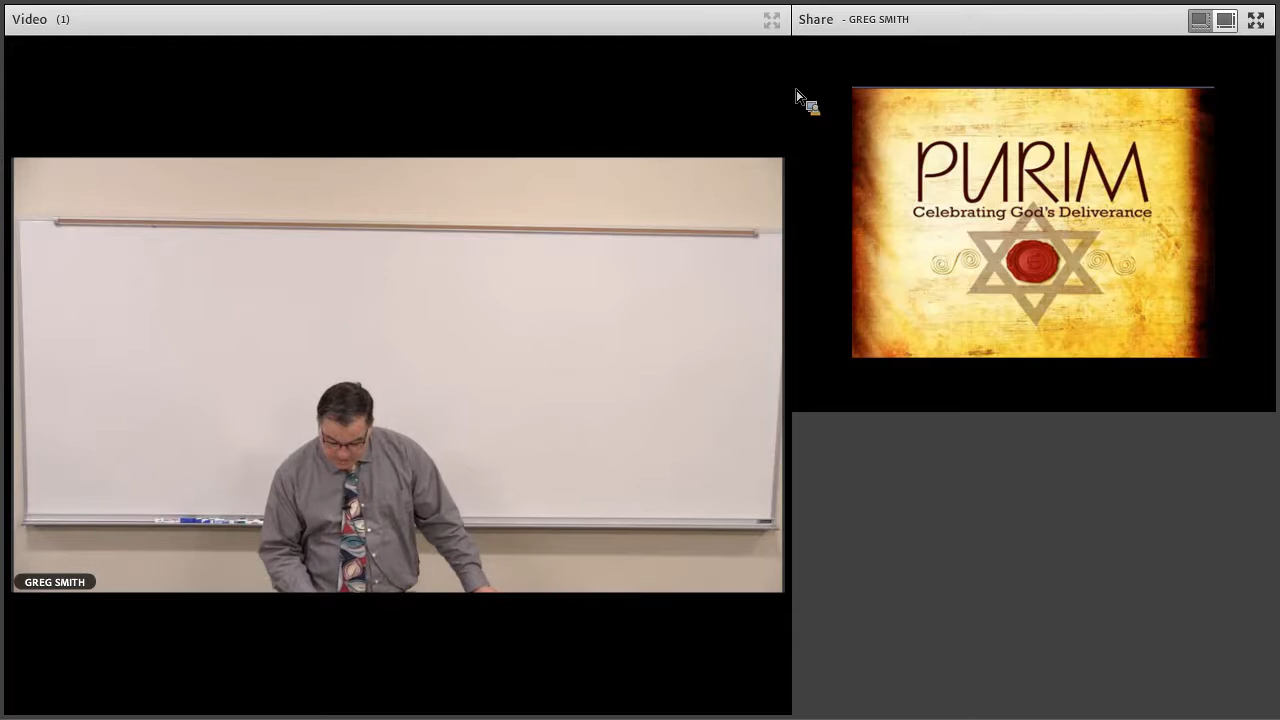 Video (1)
Share - GREG SMITH
PURIM
Celebrating God's Deliverance
GREG SMITH